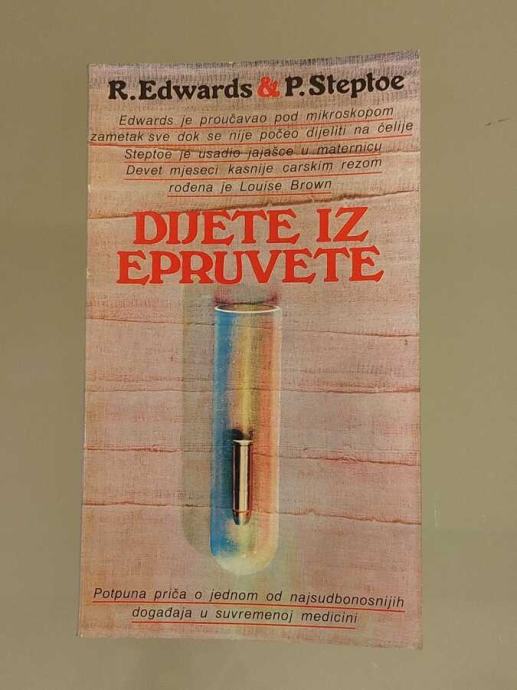 R. Edwards & P. Steptoe
Edwards je proučavao pod mikroskopom
zametak sve dok se nije počeo dijeliti na ćelije
Steptoe je usadio jajašce u maternicu
Devet mjeseci kasnije carskim rezom
rođena je Louise Brown
DIJETE IZ
EPRUVETE
Potpuna priča o jednom od najsudbonosnijih
događaja u suvremenoj medicini